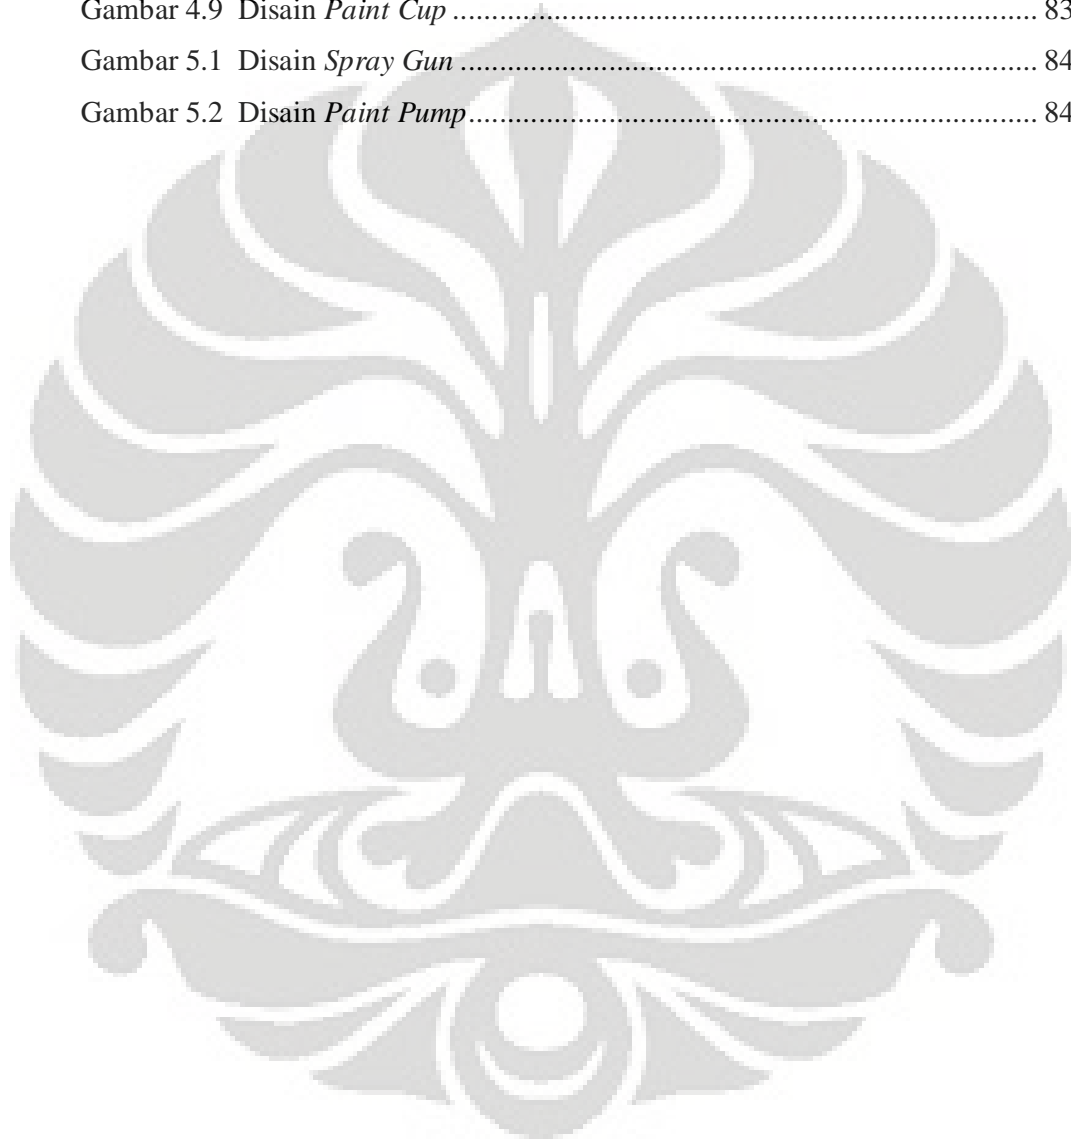 Gambar 4.9 Disain Paint Cup ........................................................................... 83
Gambar 5.1 Disain Spray Gun .......................................................................... 84
Gambar 5.2 Disain Paint Pump......................................................................... 84